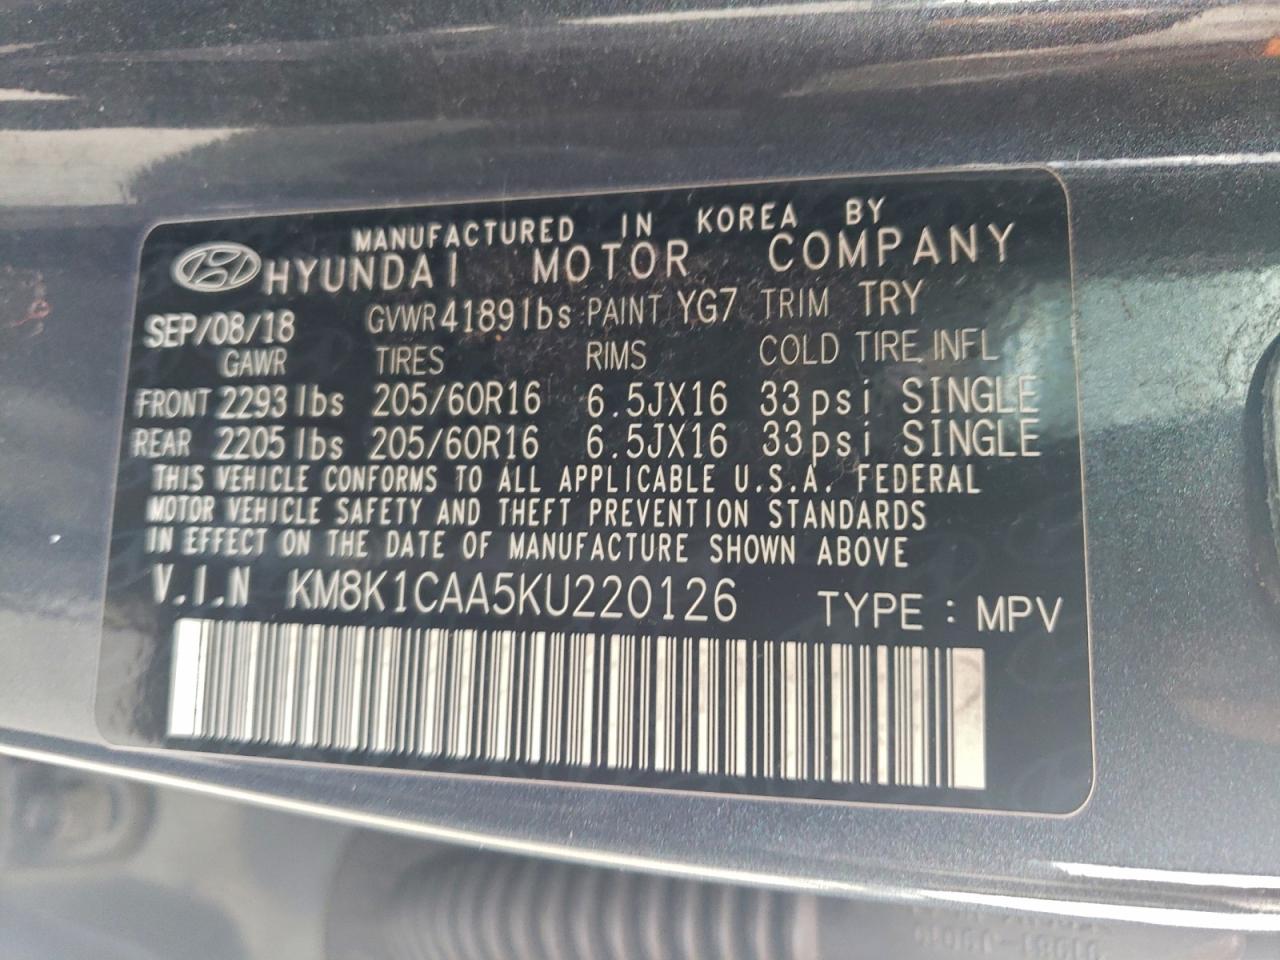 MANUFACTURED IN KOREA BY
HYUNDAI MOTOR COMPANY
SEP/08/18 GVWR 4189lbs PAINT YG7 TRIM TRY
GAWR TIRES RIMS COLD TIRE INFL
FRONT 2293lbs 205/60R16 6.5JX16 33psi SINGLE
REAR 2205lbs 205/60R16 6.5JX16 33psi SINGLE
THIS VEHICLE CONFORMS TO ALL APPLICABLE U.S.A. FEDERAL
MOTOR VEHICLE SAFETY AND THEFT PREVENTION STANDARDS
IN EFFECT ON THE DATE OF MANUFACTURE SHOWN ABOVE
V.I.N KM8K1CAA5KU220126 TYPE : MPV